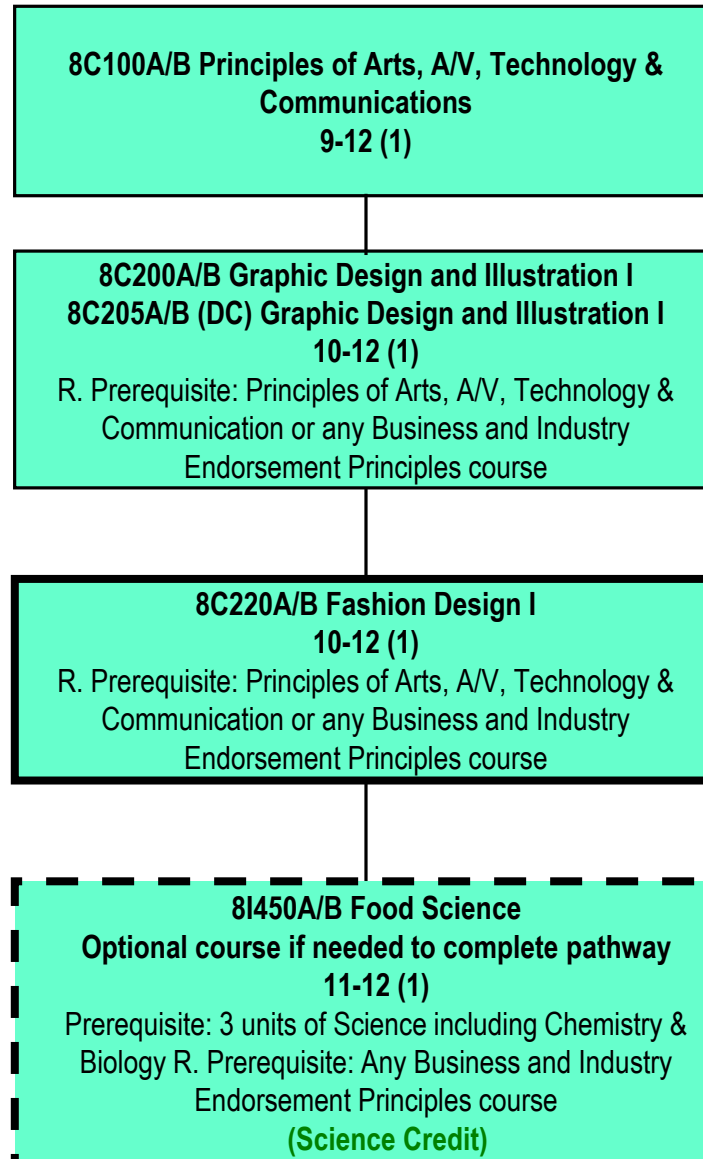 8C100A/B Principles of Arts, A/V, Technology &
Communications
9-12 (1)
8C200A/B Graphic Design and Illustration I
8C205A/B (DC) Graphic Design and Illustration I
10-12 (1)
R. Prerequisite: Principles of Arts, A/V, Technology &
Communication or any Business and Industry
Endorsement Principles course
8C220A/B Fashion Design I
10-12 (1)
R. Prerequisite: Principles of Arts, A/V, Technology &
Communication or any Business and Industry
Endorsement Principles course
8I450A/B Food Science
Optional course if needed to complete pathway
11-12 (1)
Prerequisite: 3 units of Science including Chemistry &
Biology R. Prerequisite: Any Business and Industry
Endorsement Principles course
(Science Credit)